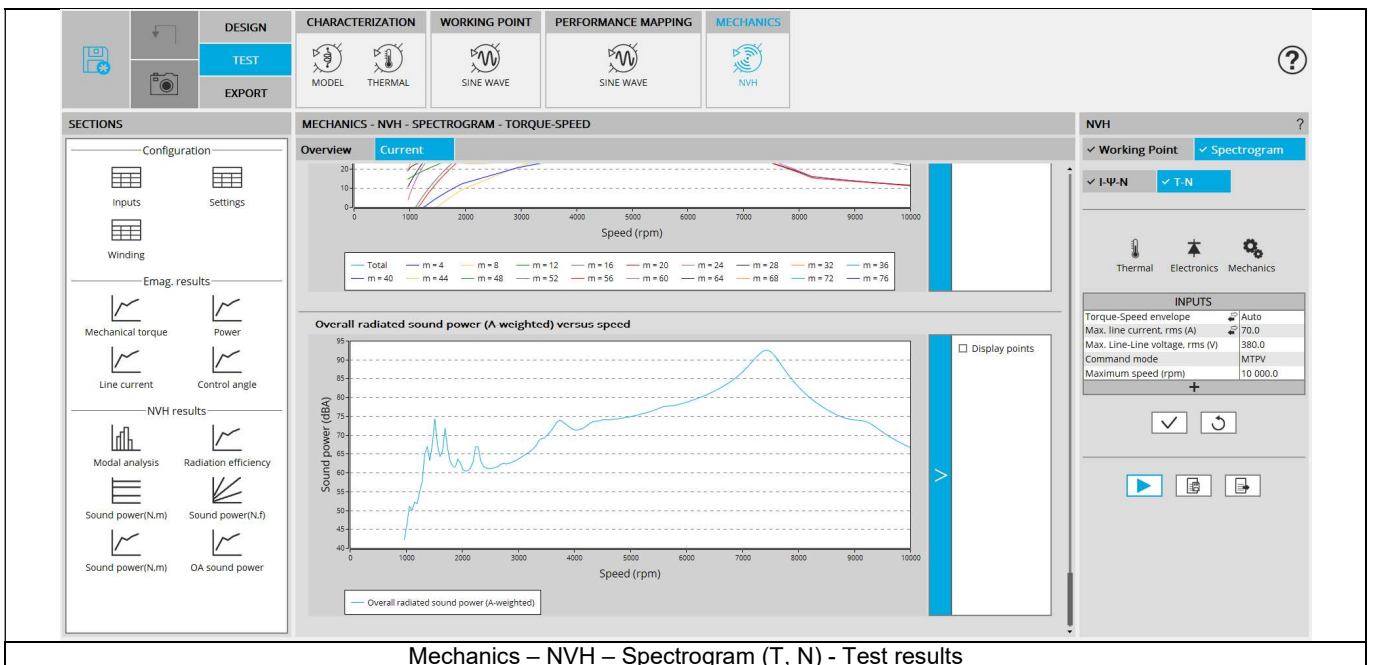 DESIGN
TEST
EXPORT
CHARACTERIZATION
MODEL THERMAL
WORKING POINT
SINE WAVE
PERFORMANCE MAPPING
SINE WAVE
MECHANICS
NVH
?
SECTIONS
Configuration
Inputs Settings
Winding
Emag. results
Mechanical torque Power
Line current Control angle
NVH results
Modal analysis Radiation efficiency
Sound power(N,m) Sound power(N,f)
Sound power(N,m) OA sound power
MECHANICS - NVH - SPECTROGRAM - TORQUE-SPEED
Overview Current
20
10
0
0 1000 2000 3000 4000 5000 6000 7000 8000 9000 10000
Speed (rpm)
Total m = 4 m = 8 m = 12 m = 16 m = 20 m = 24 m = 28 m = 32 m = 36
m = 40 m = 44 m = 48 m = 52 m = 56 m = 60 m = 64 m = 68 m = 72 m = 76
Overall radiated sound power (A weighted) versus speed
Sound power (dBA)
95
90
85
80
75
70
65
60
55
50
45
40
0 1000 2000 3000 4000 5000 6000 7000 8000 9000 10000
Speed (rpm)
Overall radiated sound power (A-weighted)
>
Display points
NVH ?
Working Point Spectrogram
I-Ψ-N T-N
Thermal Electronics Mechanics
INPUTS
Torque-Speed envelope Auto
Max. line current, rms (A) 70.0
Max. Line-Line voltage, rms (V) 380.0
Command mode MTPV
Maximum speed (rpm) 10 000.0
+
Mechanics – NVH – Spectrogram (T, N) - Test results